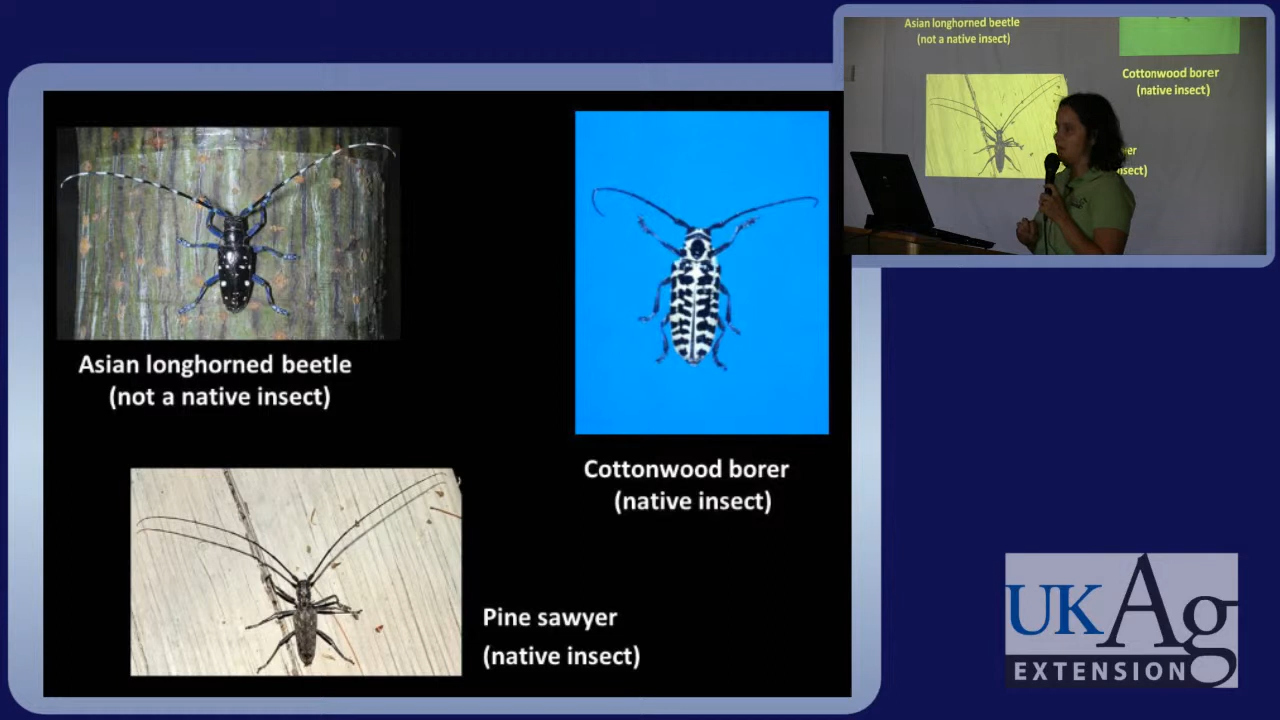 Asian longhorned beetle
(not a native insect)
Cottonwood borer
(native insect)
Pine sawyer
(native insect)
Asian longhorned beetle
(not a native insect)
Cottonwood borer
(native insect)
UKAg
EXTENSION